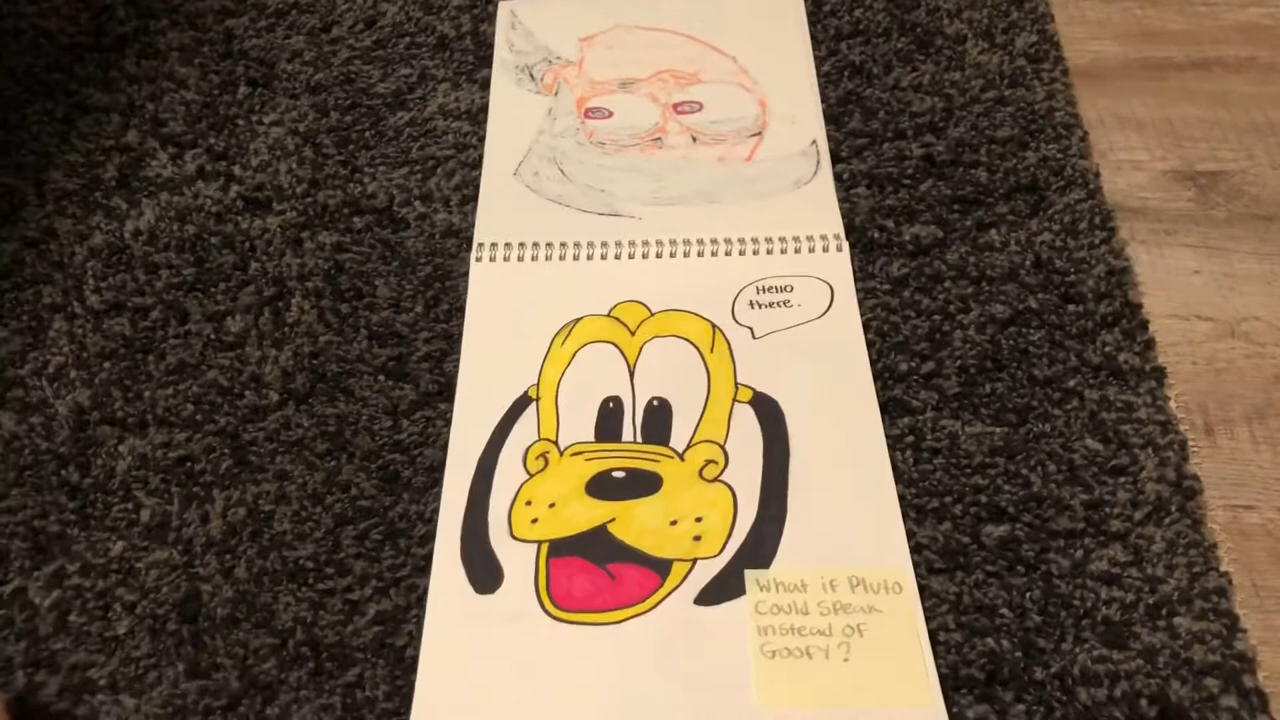 Hello
there.
What if Pluto
Could Speak
instead of
Goofy?